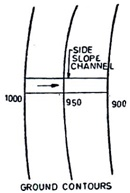 SIDE
SLOPE
CHANNEL
1000
950
900
GROUND CONTOURS